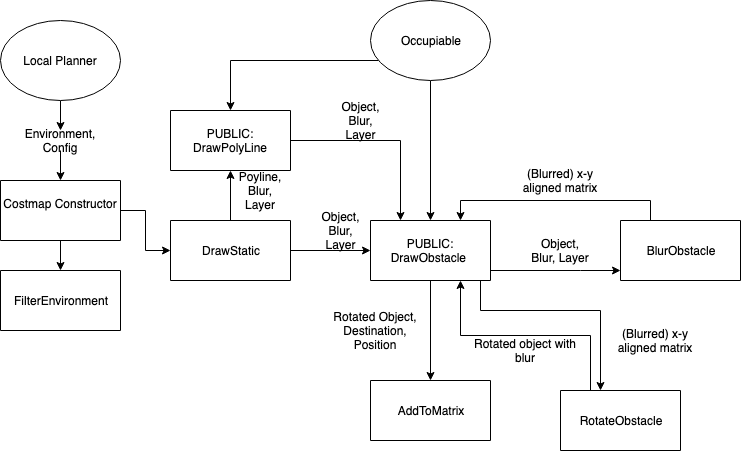 Local Planner
Occupiable
Environment,
Config
PUBLIC:
DrawPolyLine
Object,
Blur,
Layer
Costmap Constructor
Poyline,
Blur,
Layer
(Blurred) x-y
aligned matrix
DrawStatic
Object,
Blur,
Layer
PUBLIC:
DrawObstacle
Object,
Blur, Layer
BlurObstacle
FilterEnvironment
Rotated Object,
Destination,
Position
Rotated object with
blur
(Blurred) x-y
aligned matrix
AddToMatrix
RotateObstacle